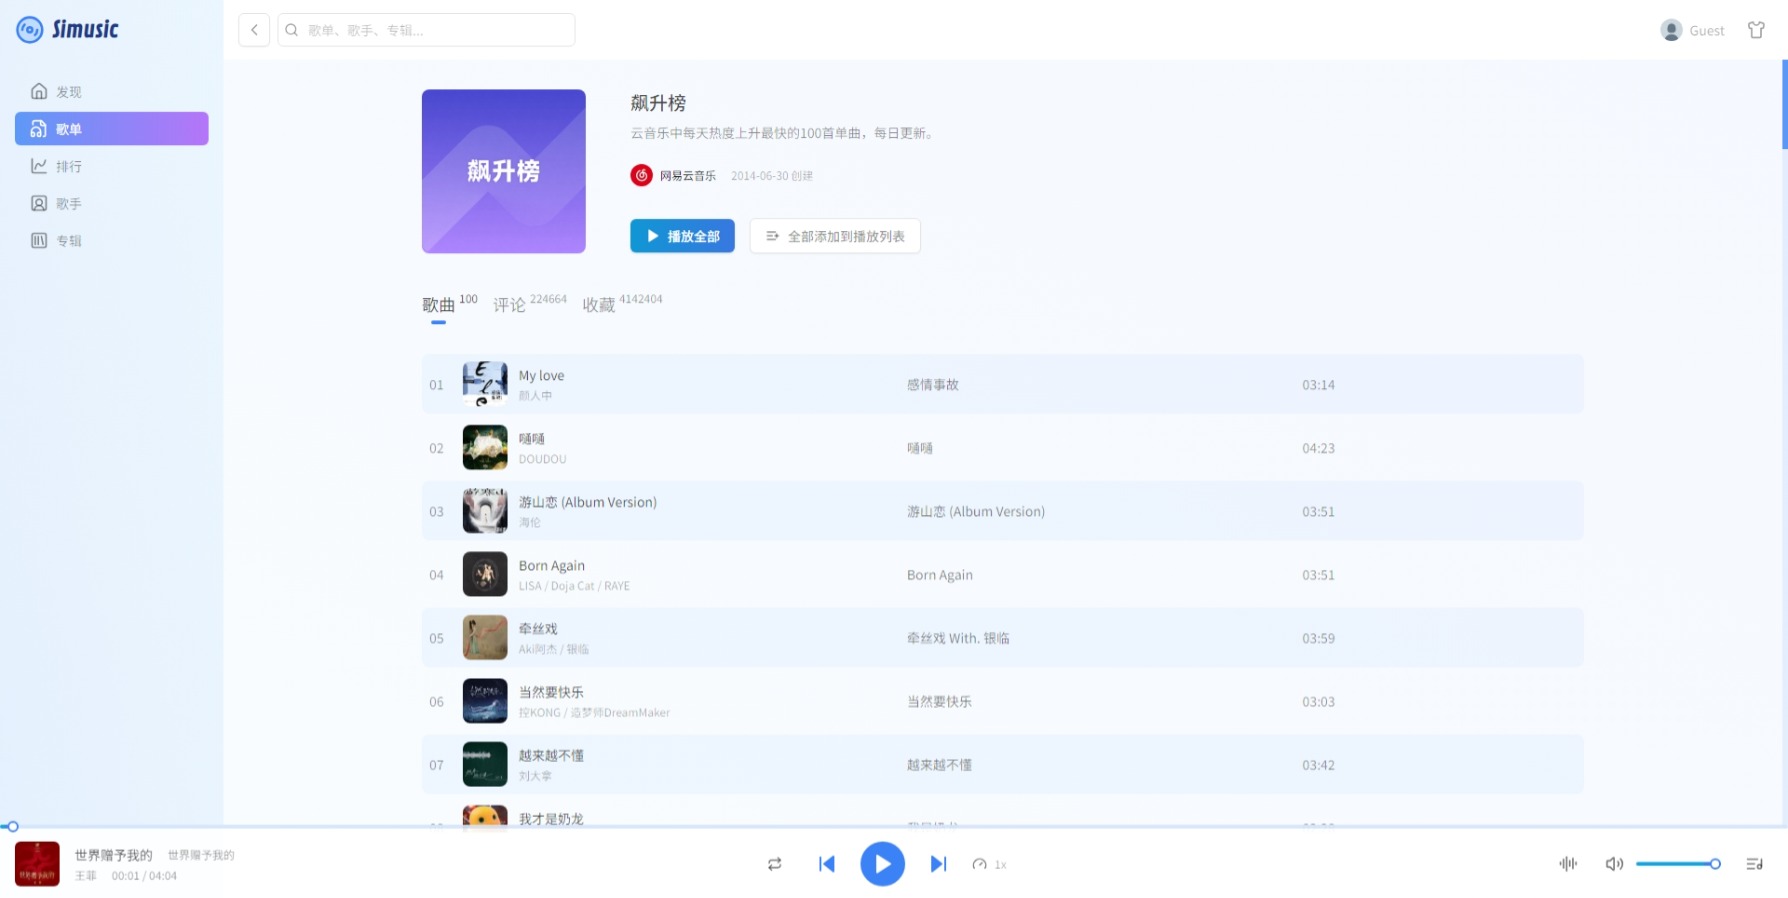 Simusic
歌单、歌手、专辑...
Guest
发现
歌单
排行
歌手
专辑
飙升榜
飙升榜
云音乐中每天热度上升最快的100首单曲，每日更新。
网易云音乐 2014-06-30 创建
播放全部 全部添加到播放列表
歌曲 100 评论 224664 收藏 4142404
01 My love 感情事故 03:14
颜人中
02 嗵嗵 嗵嗵 04:23
DOUDOU
03 游山恋 (Album Version) 游山恋 (Album Version) 03:51
海伦
04 Born Again Born Again 03:51
LISA / Doja Cat / RAYE
05 牵丝戏 牵丝戏 With. 银临 03:59
Aki阿杰 / 银临
06 当然要快乐 当然要快乐 03:03
控KONG / 造梦师DreamMaker
07 越来越不懂 越来越不懂 03:42
刘大拿
我才是奶龙
世界赠予我的 世界赠予我的
王菲 00:01 / 04:04
1x